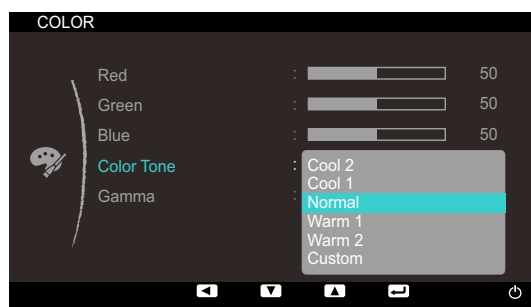 COLOR
Red : 50
Green : 50
Blue : 50
Color Tone : Cool 2
Cool 1
Gamma : Normal
Warm 1
Warm 2
Custom